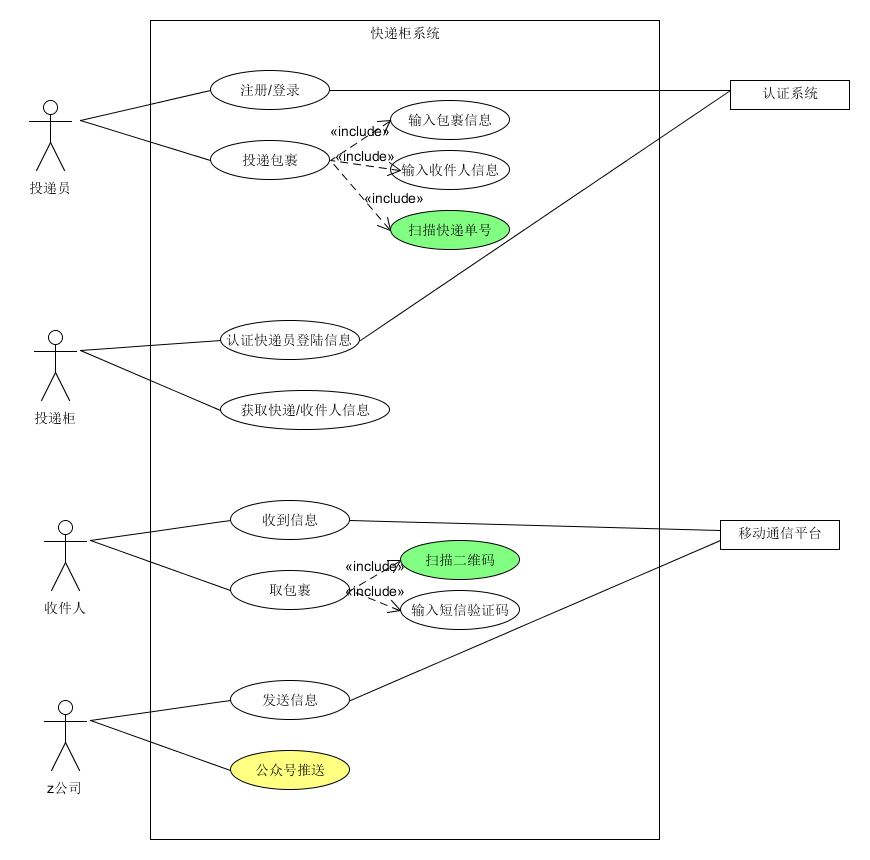 快递柜系统
注册/登录
认证系统
输入包裹信息
«include»
投递包裹
«include»
输入收件人信息
投递员
«include»
扫描快递单号
认证快递员登陆信息
获取快递/收件人信息
投递柜
收到信息
移动通信平台
扫描二维码
«include»
取包裹
«include»
输入短信验证码
收件人
发送信息
公众号推送
z公司